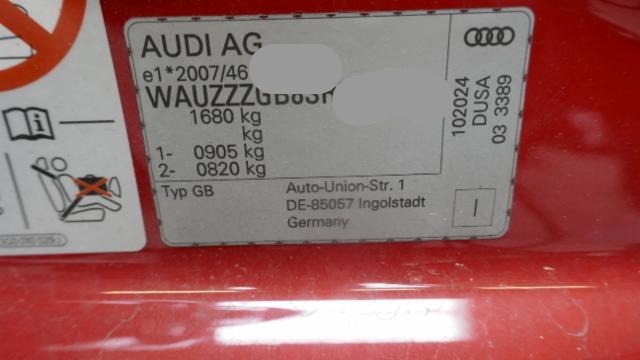 AUDI AG
e1*2007/46
WAUZZZGB
1680 kg
kg
1- 0905 kg
2- 0820 kg
Typ GB
Auto-Union-Str. 1
DE-85057 Ingolstadt
Germany
102024
DUSA
03 3389
I